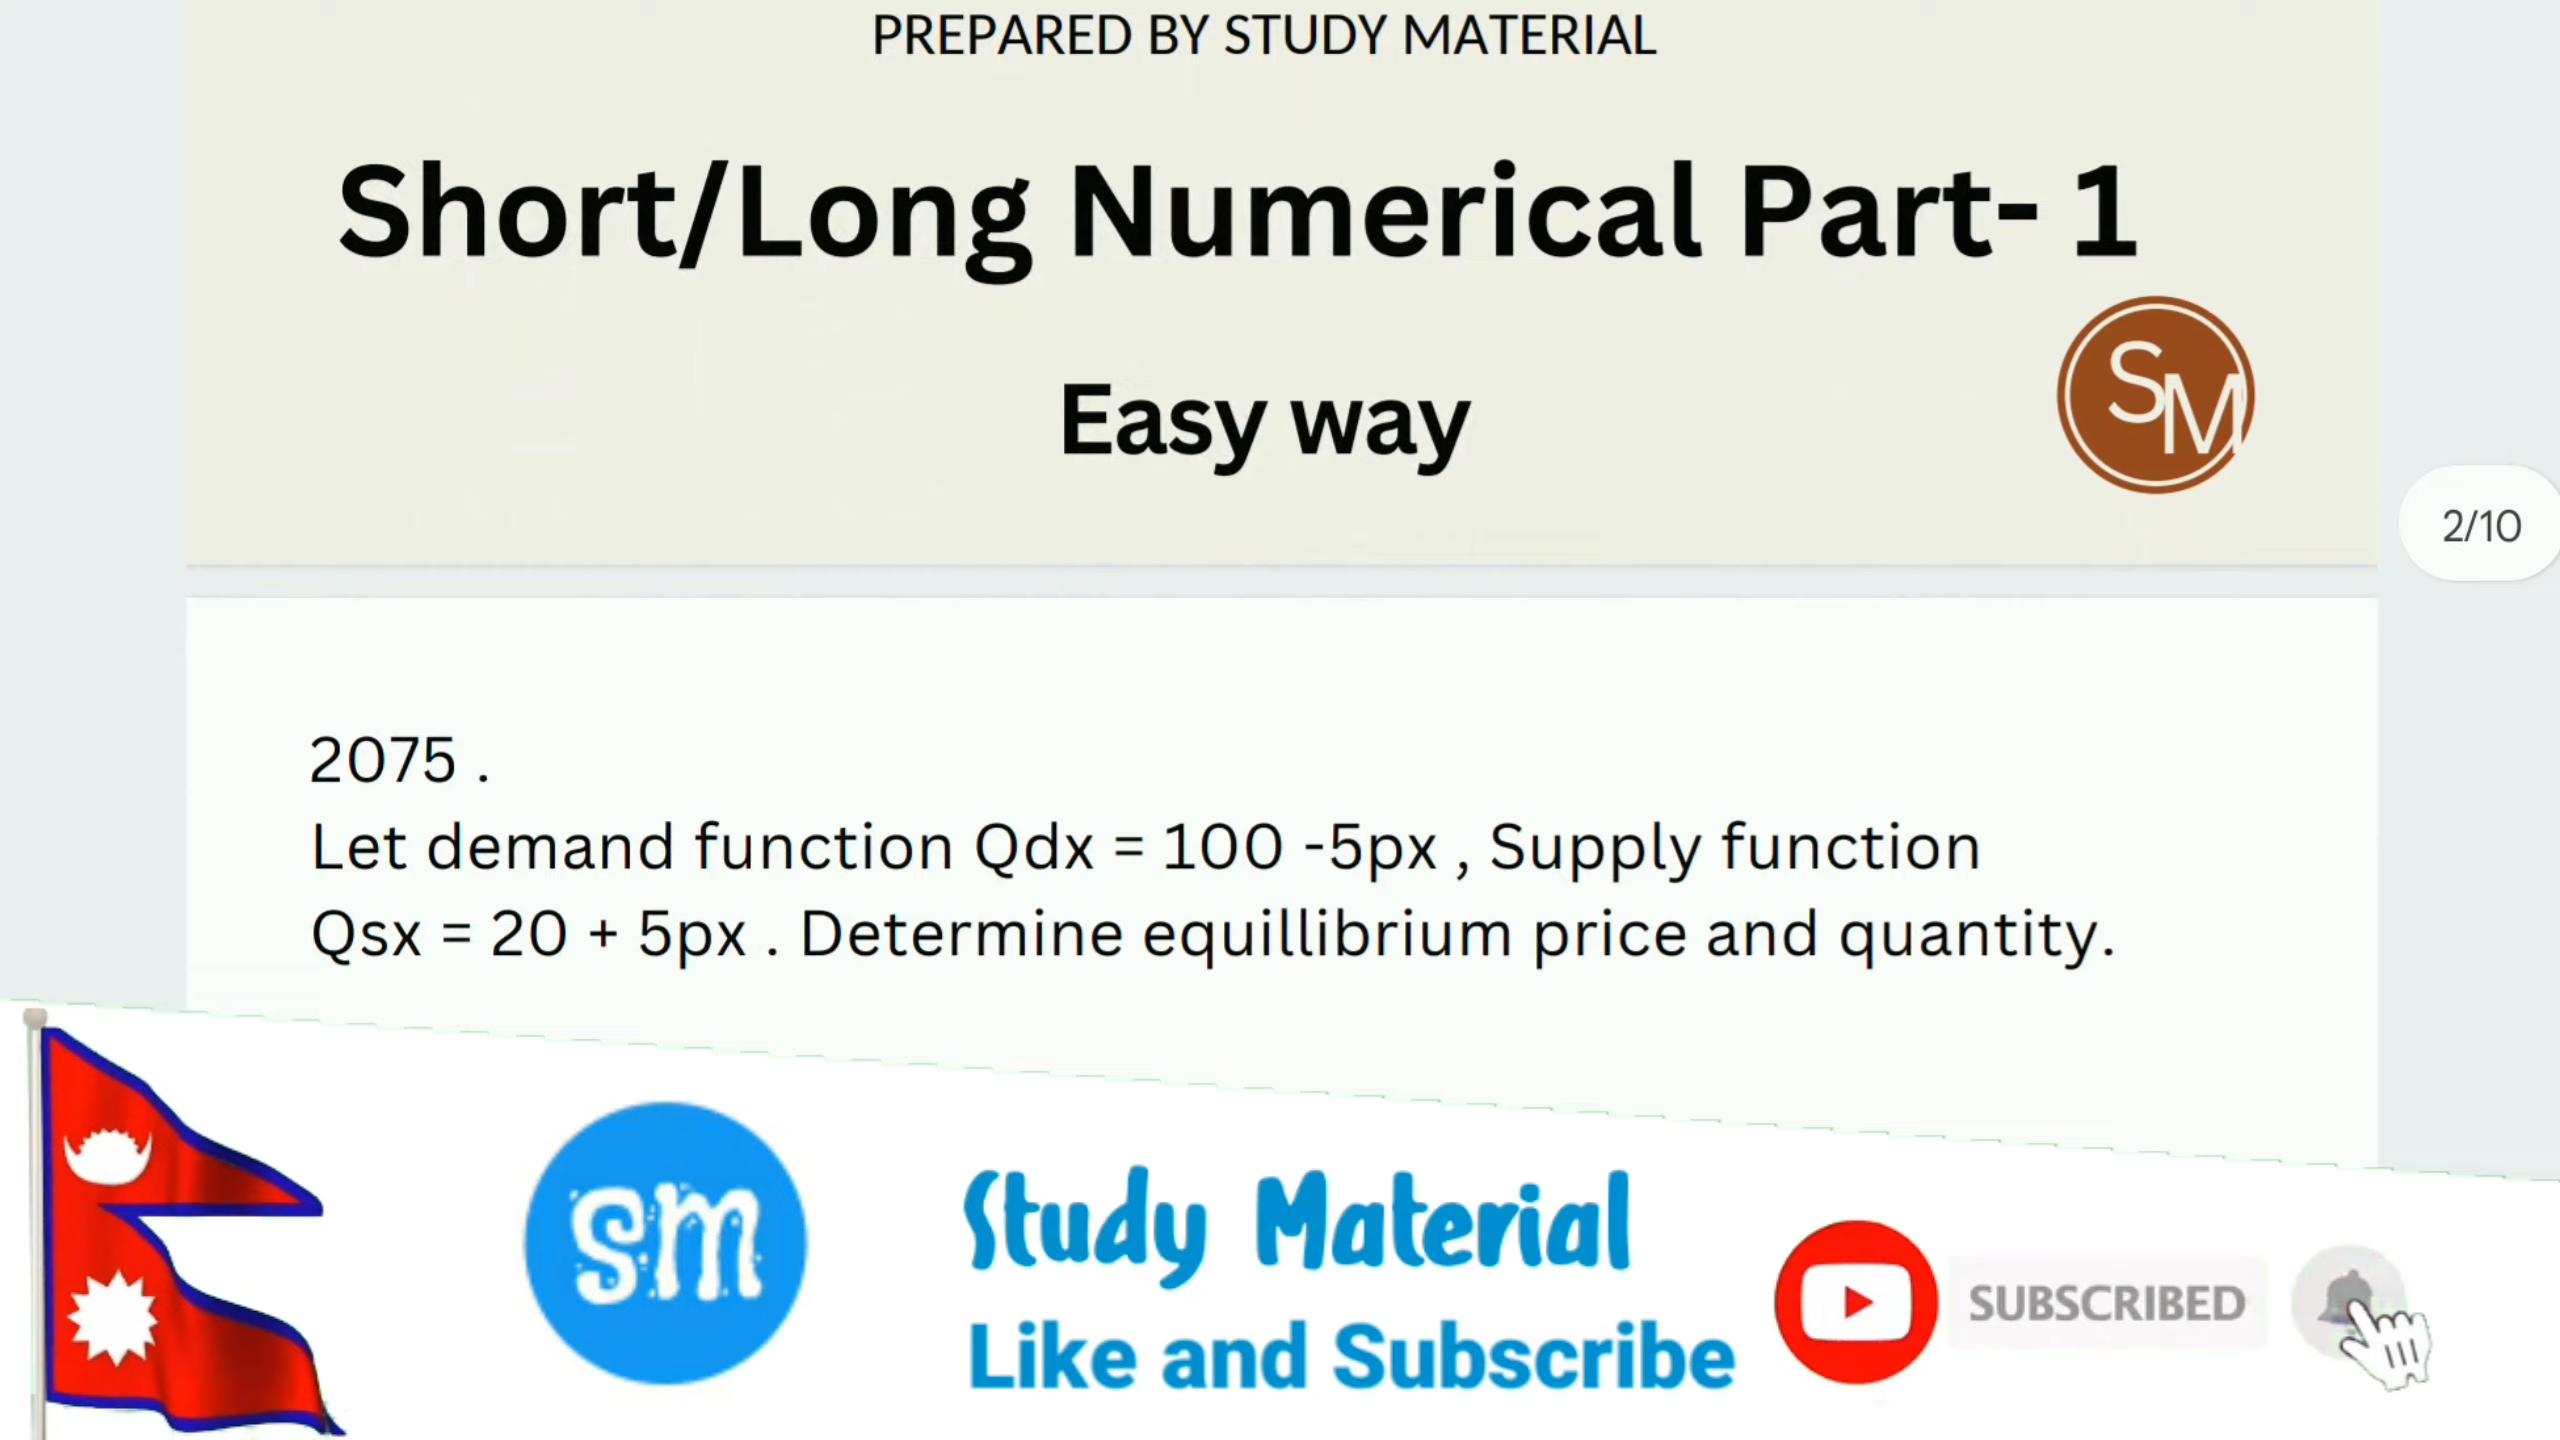 PREPARED BY STUDY MATERIAL
Short/Long Numerical Part- 1
Easy way
SM
2/10
2075 .
Let demand function Qdx = 100 -5px , Supply function
Qsx = 20 + 5px . Determine equillibrium price and quantity.
sm
Study Material
Like and Subscribe
SUBSCRIBED